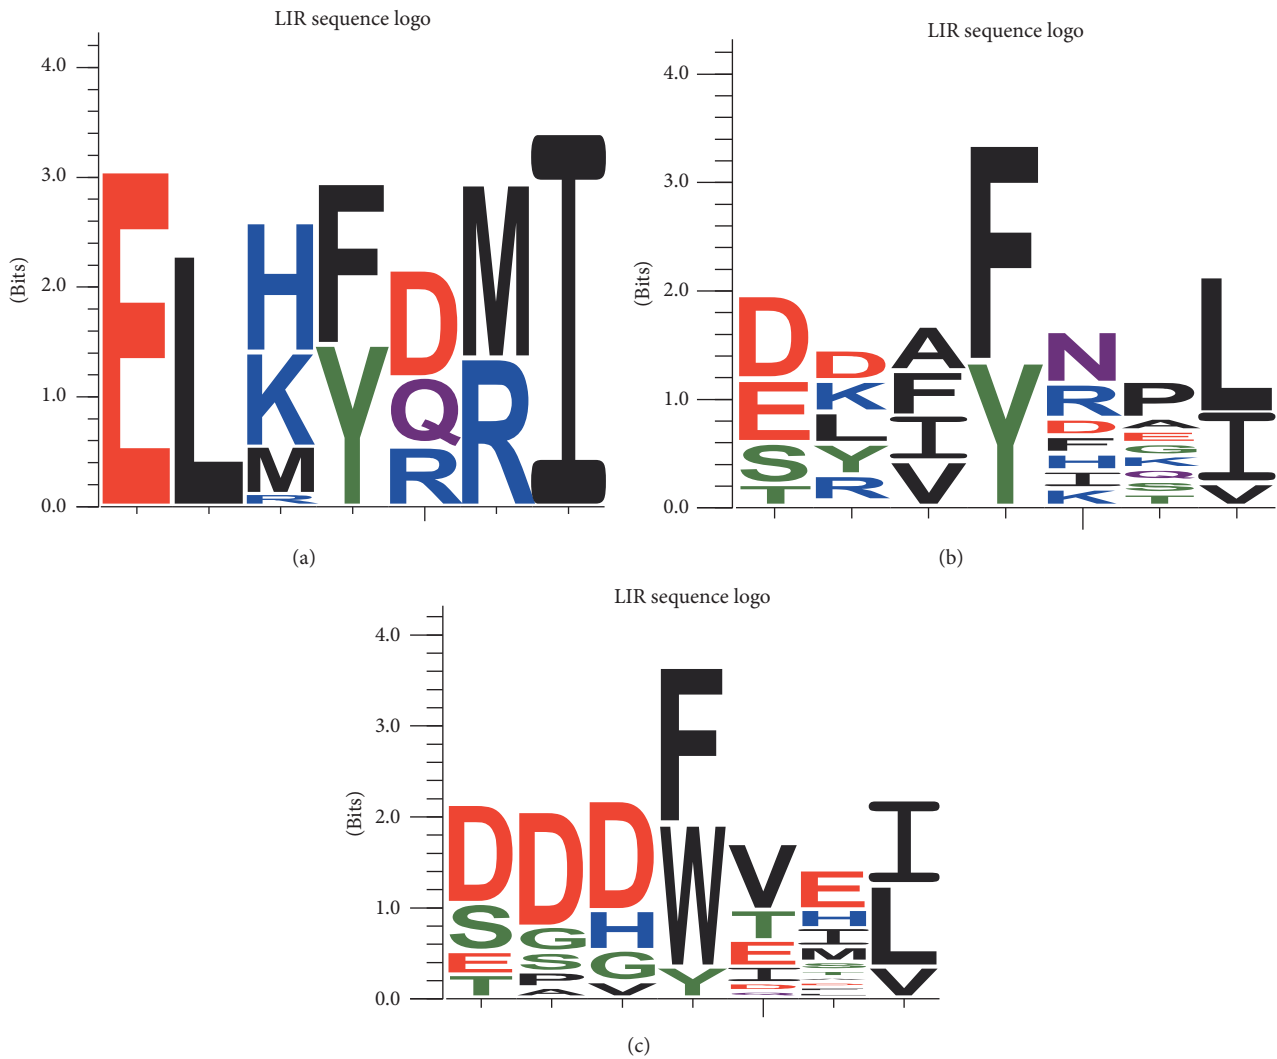 LIR sequence logo
4.0
3.0
2.0
1.0
0.0
(Bits)
E
L
H
K
M
R
F
Y
D
Q
R
M
R
I
(a)
LIR sequence logo
4.0
3.0
2.0
1.0
0.0
(Bits)
D
E
S
T
D
K
L
Y
R
A
F
I
V
F
Y
N
R
D
F
H
I
K
P
A
E
G
K
Q
S
T
L
I
V
(b)
LIR sequence logo
4.0
3.0
2.0
1.0
0.0
(Bits)
D
S
E
T
D
G
S
P
A
D
H
G
V
F
W
Y
V
T
E
I
D
E
H
I
M
I
L
V
(c)